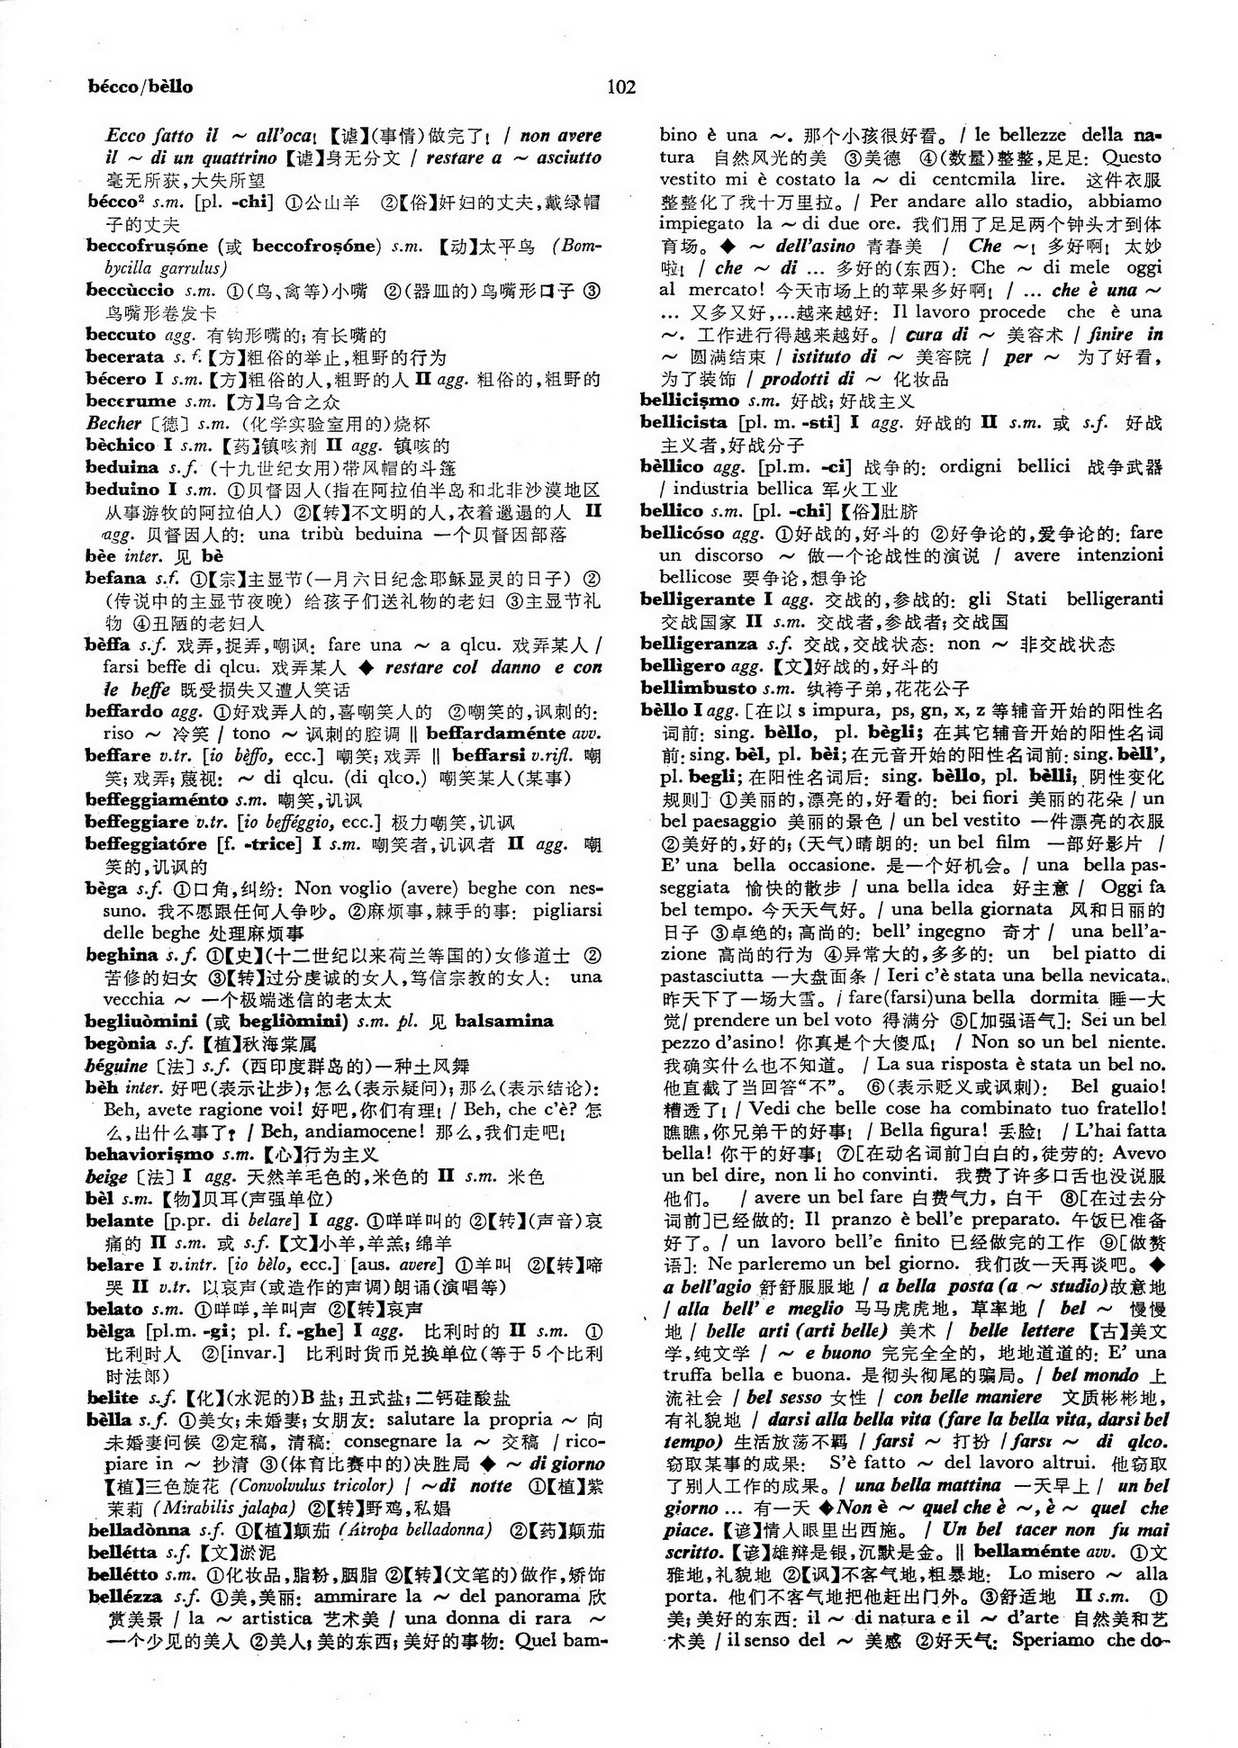 bécco/bèllo
102
Ecco fatto il ～ all'oca! 【谑】(事情)做完了! / non avere
il ～ di un quattrino 【谑】身无分文 / restare a ～ asciutto
毫无所获,大失所望
bécco² s.m. [pl. -chi] ①公山羊 ②【俗】奸妇的丈夫,戴绿帽
子的丈夫
beccofrușóne (或 beccofroșóne) s.m. 【动】太平鸟 (Bom-
bycilla garrulus)
beccùccio s.m. ①(鸟、禽等)小嘴 ②(器皿的)鸟嘴形口子 ③
鸟嘴形卷发卡
beccuto agg. 有钩形嘴的; 有长嘴的
becerata s. f.【方】粗俗的举止,粗野的行为
bécero I s.m.【方】粗俗的人,粗野的人 II agg. 粗俗的,粗野的
becerume s.m. 【方】乌合之众
Becher〔德〕s.m. (化学实验室用的)烧杯
bèchico I s.m. 【药】镇咳剂 II agg. 镇咳的
beduina s.f. (十九世纪女用)带风帽的斗篷
beduino I s.m. ①贝督因人(指在阿拉伯半岛和北非沙漠地区
从事游牧的阿拉伯人) ②【转】不文明的人,衣着邋遢的人 II
agg. 贝督因人的: una tribù beduina 一个贝督因部落
bèe inter. 见 bè
befana s.f. ①【宗】主显节(一月六日纪念耶稣显灵的日子) ②
(传说中的主显节夜晚) 给孩子们送礼物的老妇 ③主显节礼
物 ④丑陋的老妇人
bèffa s.f. 戏弄,捉弄,嘲讽: fare una ～ a qlcu. 戏弄某人 /
farsi beffe di qlcu. 戏弄某人 ◆ restare col danno e con
le beffe 既受损失又遭人笑话
beffardo agg. ①好戏弄人的,喜嘲笑人的 ②嘲笑的,讽刺的:
riso ～ 冷笑 / tono ～ 讽刺的腔调 ‖ beffardaménte avv.
beffare v.tr. [io bèffo, ecc.] 嘲笑; 戏弄 ‖ beffarsi v.rifl. 嘲
笑; 戏弄; 蔑视: ～ di qlcu. (di qlco.) 嘲笑某人(某事)
beffeggiaménto s.m. 嘲笑,讥讽
beffeggiare v.tr. [io befféggio, ecc.] 极力嘲笑,讥讽
beffeggiatóre [f. -trice] I s.m. 嘲笑者,讥讽者 II agg. 嘲
笑的,讥讽的
bèga s.f. ①口角,纠纷: Non voglio (avere) beghe con nes-
suno. 我不愿跟任何人争吵。②麻烦事,棘手的事: pigliarsi
delle beghe 处理麻烦事
beghina s.f. ①【史】(十二世纪以来荷兰等国的)女修道士 ②
苦修的妇女 ③【转】过分虔诚的女人,笃信宗教的女人: una
vecchia ～ 一个极端迷信的老太太
begliuòmini (或 begliòmini) s.m. pl. 见 balsamina
begònia s.f. 【植】秋海棠属
béguine〔法〕s.f. (西印度群岛的)一种土风舞
bèh inter. 好吧(表示让步); 怎么(表示疑问); 那么(表示结论):
Beh, avete ragione voi! 好吧,你们有理! / Beh, che c'è? 怎
么,出什么事了? / Beh, andiamocene! 那么,我们走吧!
behaviorișmo s.m. 【心】行为主义
beige〔法〕I agg. 天然羊毛色的,米色的 II s.m. 米色
bèl s.m. 【物】贝耳(声强单位)
belante [p.pr. di belare] I agg. ①咩咩叫的 ②【转】(声音)哀
痛的 II s.m. 或 s.f. 【文】小羊,羊羔; 绵羊
belare I v.intr. [io bèlo, ecc.] [aus. avere] ①羊叫 ②【转】啼
哭 II v.tr. 以哀声(或造作的声调)朗诵(演唱等)
belato s.m. ①咩咩,羊叫声 ②【转】哀声
bèlga [pl.m. -gi; pl. f. -ghe] I agg. 比利时的 II s.m. ①
比利时人 ②[invar.] 比利时货币兑换单位(等于5个比利
时法郎)
belite s.f.【化】(水泥的)B盐; 丑式盐; 二钙硅酸盐
bèlla s.f. ①美女; 未婚妻; 女朋友: salutare la propria ～ 向
未婚妻问侯 ②定稿, 清稿: consegnare la ～ 交稿 / rico-
piare in ～ 抄清 ③(体育比赛中的)决胜局 ◆ ～ di giorno
【植】三色旋花 (Convolvulus tricolor) / ～di notte ①【植】紫
茉莉 (Mirabilis jalapa) ②【转】野鸡,私娼
belladònna s.f. ①【植】颠茄 (Atropa belladonna) ②【药】颠茄
bellétta s.f. 【文】淤泥
bellétto s.m. ①化妆品,脂粉,胭脂 ②【转】(文笔的)做作,矫饰
bellézza s.f. ①美,美丽: ammirare la ～ del panorama 欣
赏美景 / la ～ artistica 艺术美 / una donna di rara ～
一个少见的美人 ②美人; 美的东西; 美好的事物: Quel bam-
bino è una ～. 那个小孩很好看。/ le bellezze della na-
tura 自然风光的美 ③美德 ④(数量)整整,足足: Questo
vestito mi è costato la ～ di centomila lire. 这件衣服
整整化了我十万里拉。/ Per andare allo stadio, abbiamo
impiegato la ～ di due ore. 我们用了足足两个钟头才到体
育场。◆ ～ dell'asino 青春美 / Che ～! 多好啊! 太妙
啦! / che ～ di ... 多好的(东西): Che ～ di mele oggi
al mercato! 今天市场上的苹果多好啊! / ... che è una ～
... 又多又好,...越来越好: Il lavoro procede che è una
～. 工作进行得越来越好。/ cura di ～ 美容术 / finire in
～ 圆满结束 / istituto di ～ 美容院 / per ～ 为了好看,
为了装饰 / prodotti di ～ 化妆品
bellicișmo s.m. 好战; 好战主义
bellicista [pl. m. -sti] I agg. 好战的 II s.m. 或 s.f. 好战
主义者,好战分子
bèllico agg. [pl.m. -ci] 战争的: ordigni bellici 战争武器
/ industria bellica 军火工业
bellico s.m. [pl. -chi]【俗】肚脐
bellicóso agg. ①好战的,好斗的 ②好争论的,爱争论的: fare
un discorso ～ 做一个论战性的演说 / avere intenzioni
bellicose 要争论,想争论
belligerante I agg. 交战的,参战的: gli Stati belligeranti
交战国家 II s.m. 交战者,参战者; 交战国
belligeranza s.f. 交战,交战状态: non ～ 非交战状态
bellìgero agg. 【文】好战的,好斗的
bellimbusto s.m. 纨袴子弟,花花公子
bèllo I agg. [在以 s impura, ps, gn, x, z 等辅音开始的阳性名
词前: sing. bèllo, pl. bègli; 在其它辅音开始的阳性名词
前: sing. bèl, pl. bèi; 在元音开始的阳性名词前: sing. bèll',
pl. begli; 在阳性名词后: sing. bèllo, pl. bèlli; 阴性变化
规则] ①美丽的,漂亮的,好看的: bei fiori 美丽的花朵 / un
bel paesaggio 美丽的景色 / un bel vestito 一件漂亮的衣服
②美好的,好的; (天气)晴朗的: un bel film 一部好影片 /
E' una bella occasione. 是一个好机会。/ una bella pas-
seggiata 愉快的散步 / una bella idea 好主意 / Oggi fa
bel tempo. 今天天气好。/ una bella giornata 风和日丽的
日子 ③卓绝的; 高尚的: bell' ingegno 奇才 / una bell'a-
zione 高尚的行为 ④异常大的,多多的: un bel piatto di
pastasciutta 一大盘面条 / Ieri c'è stata una bella nevicata.
昨天下了一场大雪。/ fare(farsi)una bella dormita 睡一大
觉/ prendere un bel voto 得满分 ⑤[加强语气]: Sei un bel
pezzo d'asino! 你真是个大傻瓜! / Non so un bel niente.
我确实什么也不知道。 / La sua risposta è stata un bel no.
他直截了当回答“不”。 ⑥(表示贬义或讽刺): Bel guaio!
糟透了! / Vedi che belle cose ha combinato tuo fratello!
瞧瞧,你兄弟干的好事! / Bella figura! 丢脸! / L'hai fatta
bella! 你干的好事! ⑦[在动名词前]白白的,徒劳的: Avevo
un bel dire, non li ho convinti. 我费了许多口舌也没说服
他们。 / avere un bel fare 白费气力, 白干 ⑧[在过去分
词前]已经做的: Il pranzo è bell'e preparato. 午饭已准备
好了。/ un lavoro bell'e finito 已经做完的工作 ⑨[做赘
语]: Ne parleremo un bel giorno. 我们改一天再谈吧。◆
a bell'agio 舒舒服服地 / a bella posta (a ～ studio)故意地
/ alla bell' e meglio 马马虎虎地, 草率地 / bel ～ 慢慢
地 / belle arti (arti belle) 美术 / belle lettere 【古】美文
学,纯文学 / ～ e buono 完完全全的, 地地道道的: E' una
truffa bella e buona. 是彻头彻尾的骗局。/ bel mondo 上
流社会 / bel sesso 女性 / con belle maniere 文质彬彬地,
有礼貌地 / darsi alla bella vita (fare la bella vita, darsi bel
tempo) 生活放荡不羁 / farsi ～ 打扮 / farsi ～ di qlco.
窃取某事的成果: S'è fatto ～ del lavoro altrui. 他窃取
了别人工作的成果。/ una bella mattina 一天早上 / un bel
giorno ... 有一天 ◆Non è ～ quel che è ～, è ～ quel che
piace. 【谚】情人眼里出西施。 / Un bel tacer non fu mai
scritto. 【谚】雄辩是银,沉默是金。‖ bellaménte avv. ①文
雅地,礼貌地 ②【讽】不客气地,粗暴地: Lo misero ～ alla
porta. 他们不客气地把他赶出门外。③舒适地 II s.m. ①
美; 美好的东西: il ～ di natura e il ～ d'arte 自然美和艺
术美 / il senso del ～ 美感 ②好天气: Speriamo che do-